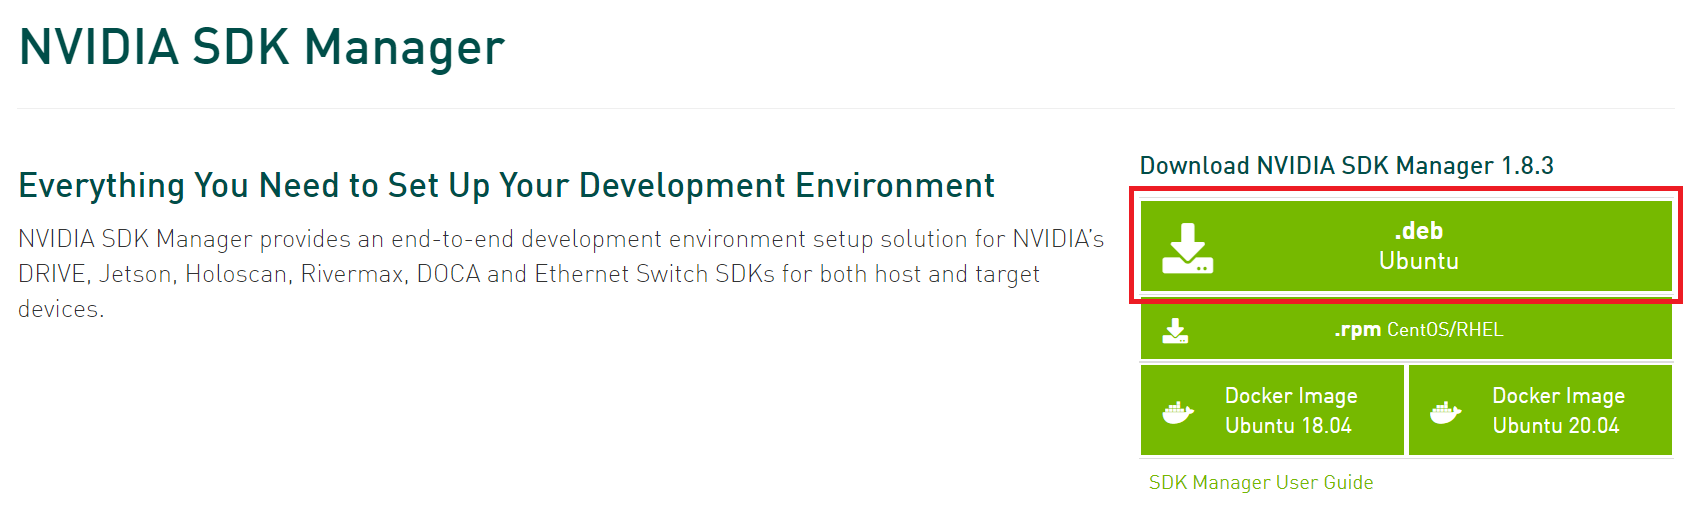 NVIDIA SDK Manager
Everything You Need to Set Up Your Development Environment
NVIDIA SDK Manager provides an end-to-end development environment setup solution for NVIDIA’s
DRIVE, Jetson, Holoscan, Rivermax, DOCA and Ethernet Switch SDKs for both host and target
devices.
Download NVIDIA SDK Manager 1.8.3
.deb
Ubuntu
.rpm CentOS/RHEL
Docker Image
Ubuntu 18.04
Docker Image
Ubuntu 20.04
SDK Manager User Guide